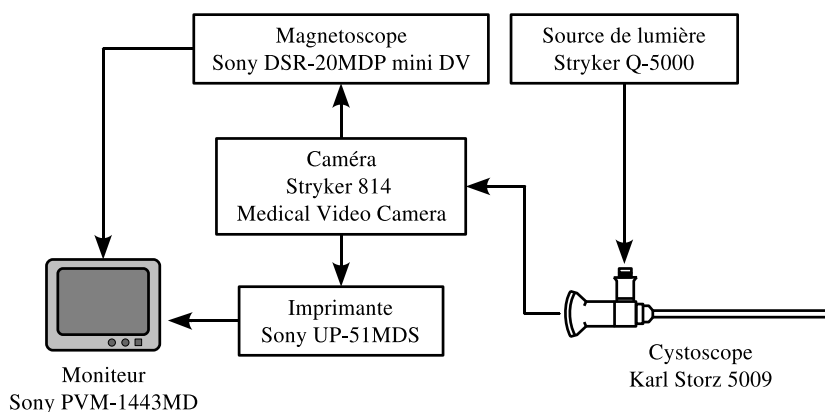 Magnetoscope
Sony DSR-20MDP mini DV
Source de lumière
Stryker Q-5000
Caméra
Stryker 814
Medical Video Camera
Imprimante
Sony UP-51MDS
Moniteur
Sony PVM-1443MD
Cystoscope
Karl Storz 5009